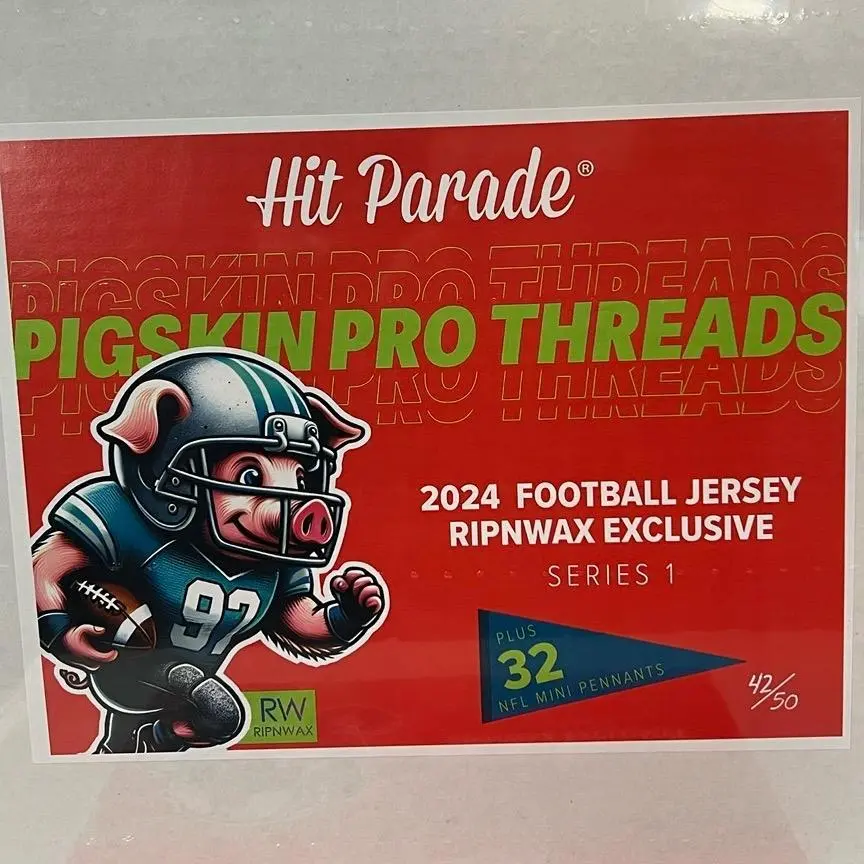 Hit Parade®
PIGSKIN PRO THREADS
PIGSKIN PRO THREADS
PIGSKIN PRO THREADS
2024 FOOTBALL JERSEY
RIPNWAX EXCLUSIVE
SERIES 1
97
PLUS
32
NFL MINI PENNANTS
42/50
RW
RIPNWAX